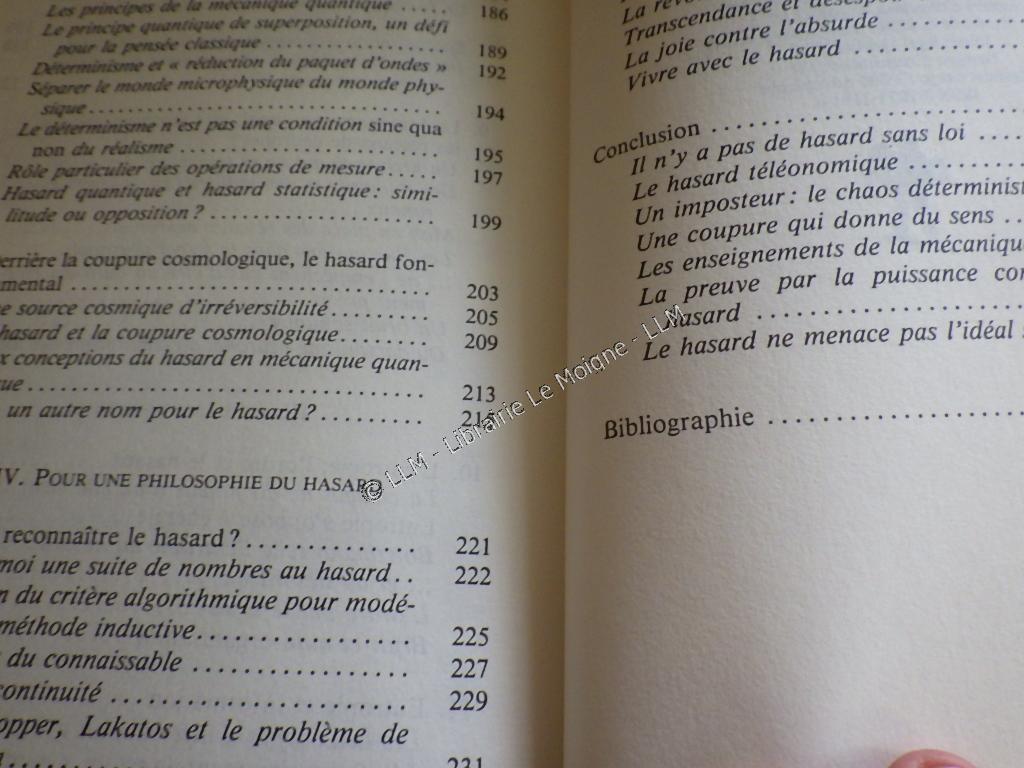 Les principes de la mécanique quantique ..... 186
Le principe quantique de superposition, un défi
pour la pensée classique .................. 189
Déterminisme et « réduction du paquet d'ondes » 192
Séparer le monde microphysique du monde phy-
sique ................................ 194
Le déterminisme n'est pas une condition sine qua
non du réalisme ........................ 195
Rôle particulier des opérations de mesure..... 197
Hasard quantique et hasard statistique : simi-
litude ou opposition ? ..................... 199
errière la coupure cosmologique, le hasard fon-
mental ................................ 203
source cosmique d'irréversibilité......... 205
hasard et la coupure cosmologique........ 209
conceptions du hasard en mécanique quan-
ue ................................ 213
un autre nom pour le hasard ?......... 215
IV. POUR UNE PHILOSOPHIE DU HASARD
reconnaître le hasard ?.............. 221
moi une suite de nombres au hasard.. 222
n du critère algorithmique pour modé-
méthode inductive................. 225
du connaissable ................. 227
continuité ....................... 229
opper, Lakatos et le problème de
231
Transcendance et
La joie contre l'absurde
Vivre avec le hasard
Conclusion
Il n'y a pas de hasard sans loi ....
Le hasard téléonomique
Un imposteur : le chaos déterminist
Une coupure qui donne du sens ..
Les enseignements de la mécaniqu
La preuve par la puissance
hasard
Le hasard ne menace pas l'idéal
Bibliographie
© LLM - Librairie Le Moigne - LLM